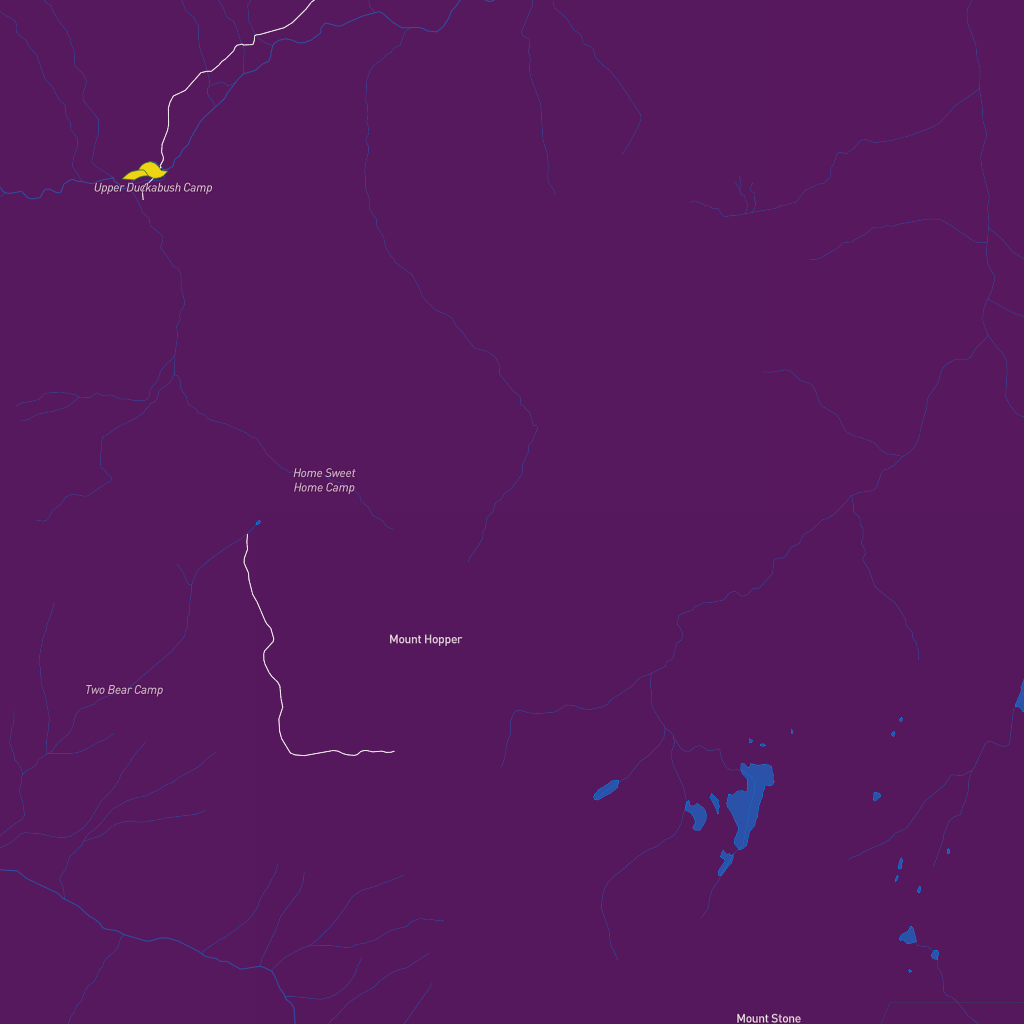 Upper Duckabush Camp
Home Sweet
Home Camp
Mount Hopper
Two Bear Camp
Mount Stone